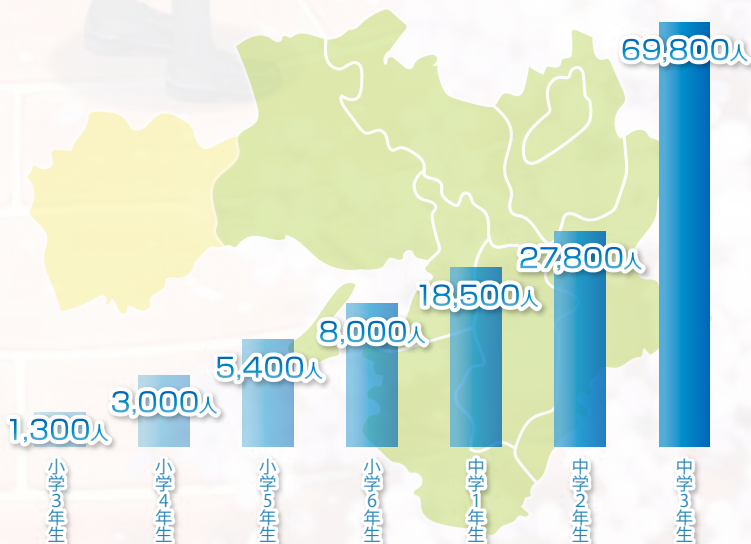 1,300人
3,000人
5,400人
8,000人
18,500人
27,800人
69,800人
小学3年生
小学4年生
小学5年生
小学6年生
中学1年生
中学2年生
中学3年生